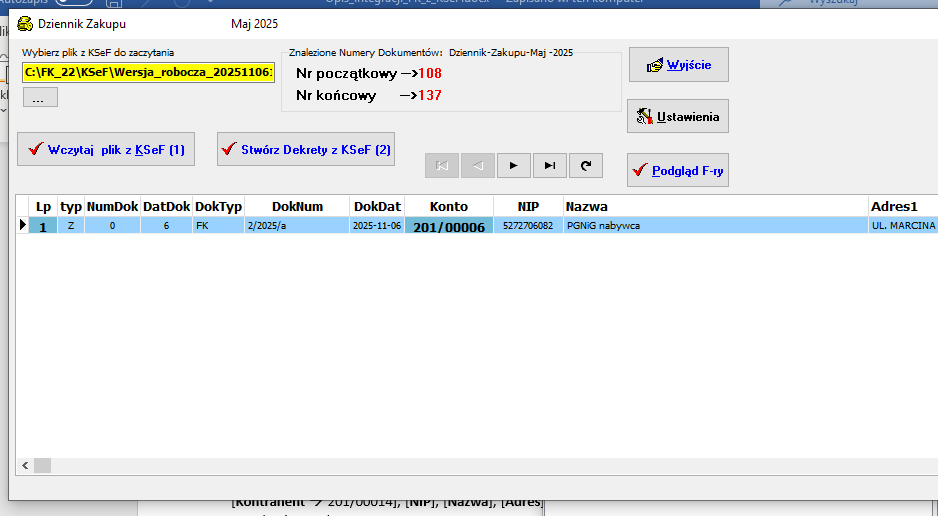 Dziennik Zakupu Maj 2025
Wybierz plik z KSeF do zaczytania
C:\FK_22\KSeF\Wersja_robocza_20251106:
...
Znalezione Numery Dokumentów: Dziennik-Zakupu-Maj -2025
Nr początkowy —>108
Nr końcowy —>137
Wyjście
Ustawienia
Wczytaj plik z KSeF (1)
Stwórz Dekrety z KSeF (2)
Podgląd F-ry
Lp typ NumDok DatDok DokTyp DokNum DokDat Konto NIP Nazwa Adres1
1 Z 0 6 FK 2/2025/a 2025-11-06 201/00006 5272706082 PGNiG nabywca UL. MARCINA
[Kontrahent → 201/00014], [NIP], [Nazwa], [Adres]